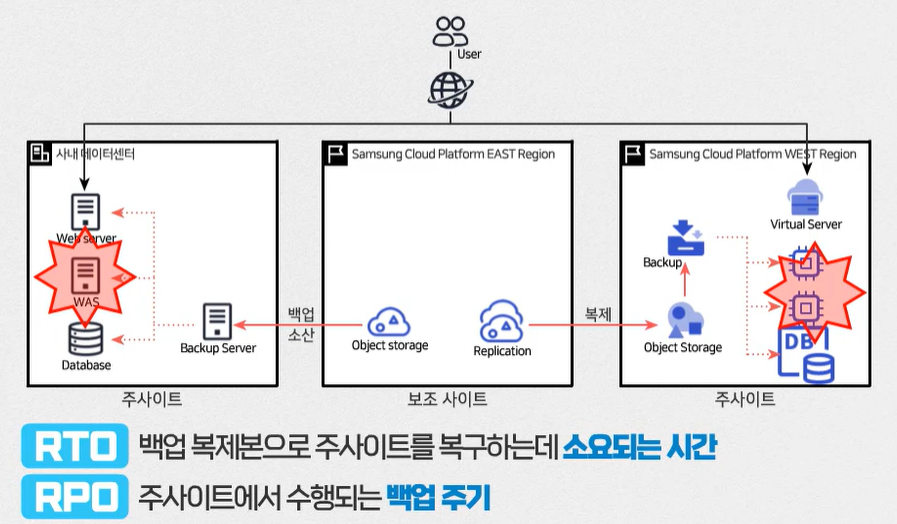 User
사내 데이터센터
Samsung Cloud Platform EAST Region
Samsung Cloud Platform WEST Region
Web server
WAS
Database
Backup Server
백업
소산
Object storage
Replication
복제
Virtual Server
Backup
Object Storage
DB
주사이트
보조 사이트
주사이트
RTO 백업 복제본으로 주사이트를 복구하는데 소요되는 시간
RPO 주사이트에서 수행되는 백업 주기